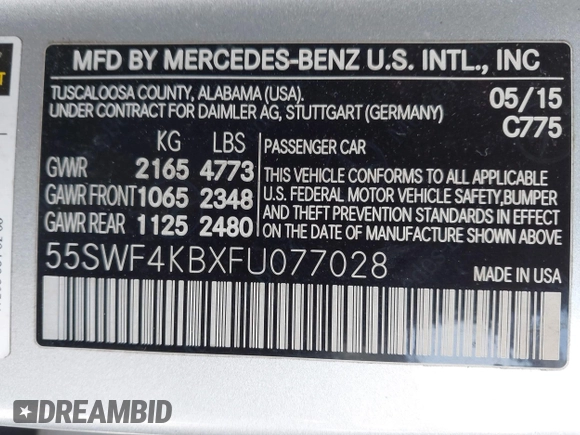 MFD BY MERCEDES-BENZ U.S. INTL., INC
TUSCALOOSA COUNTY, ALABAMA (USA). 05/15
UNDER CONTRACT FOR DAIMLER AG, STUTTGART (GERMANY) C775
KG LBS PASSENGER CAR
GVWR 2165 4773
GAWR FRONT 1065 2348
GAWR REAR 1125 2480
THIS VEHICLE CONFORMS TO ALL APPLICABLE
U.S. FEDERAL MOTOR VEHICLE SAFETY,BUMPER
AND THEFT PREVENTION STANDARDS IN EFFECT
ON THE DATE OF MANUFACTURE SHOWN ABOVE.
55SWF4KBXFU077028 MADE IN USA
DREAMBID